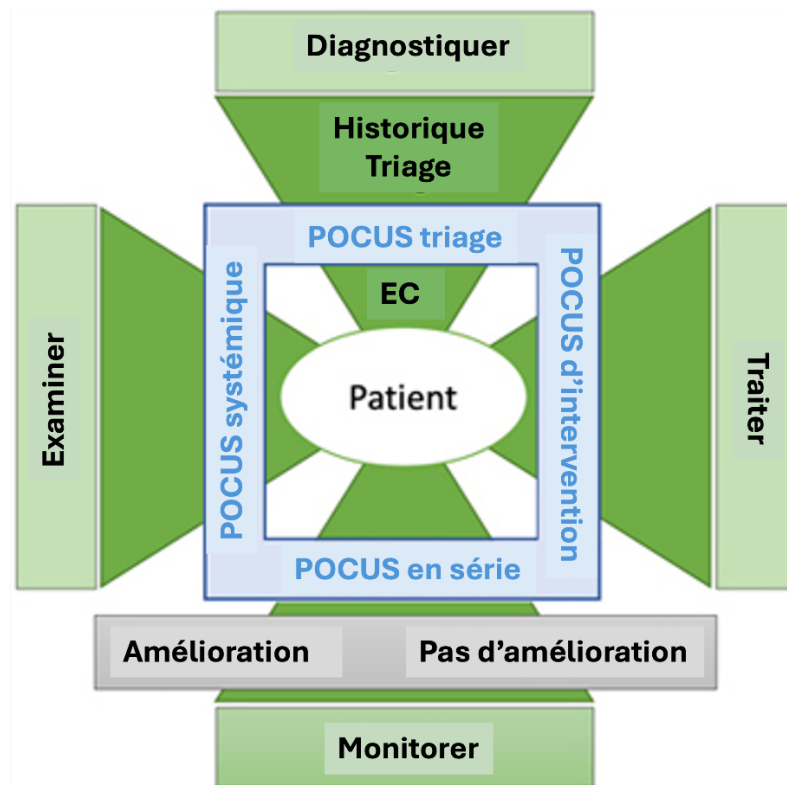 Diagnostiquer
Historique
Triage
POCUS triage
EC
Examiner
POCUS systémique
Patient
POCUS d’intervention
Traiter
POCUS en série
Amélioration
Pas d’amélioration
Monitorer